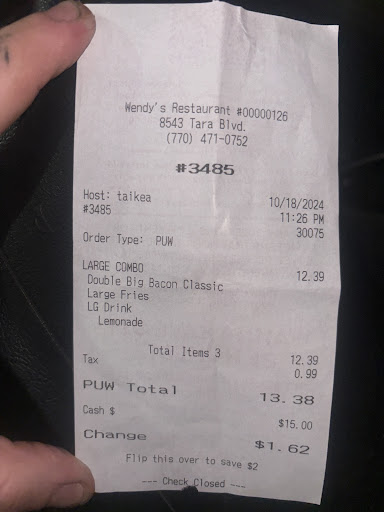 Wendy's Restaurant #00000126
8543 Tara Blvd.
(770) 471-0752
#3485
Host: taikea 10/18/2024
#3485 11:26 PM
30075
Order Type: PUW
LARGE COMBO 12.39
Double Big Bacon Classic
Large Fries
LG Drink
Lemonade
Total Items 3 12.39
Tax 0.99
PUW Total 13.38
Cash $ $15.00
Change $1.62
Flip this over to save $2
--- Check Closed ---